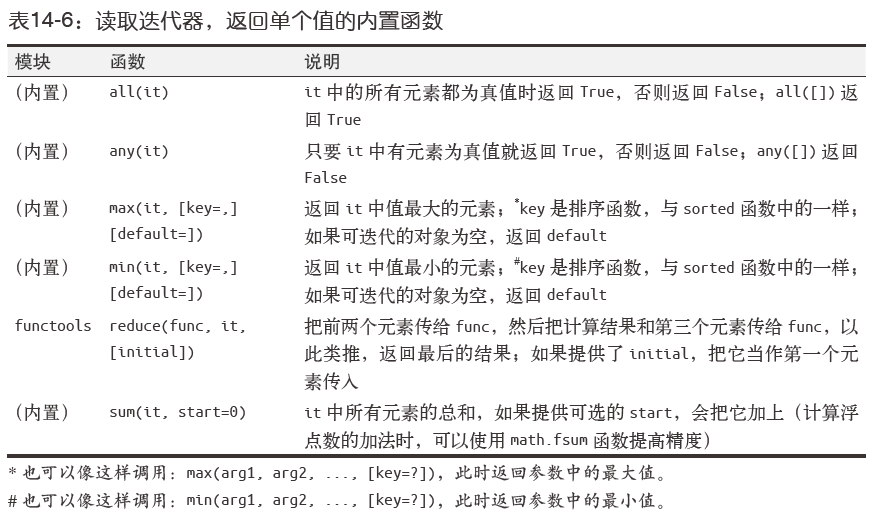 表14-6：读取迭代器，返回单个值的内置函数
模块 函数 说明
（内置） all(it) it 中的所有元素都为真值时返回 True，否则返回 False；all([]) 返
回 True
（内置） any(it) 只要 it 中有元素为真值就返回 True，否则返回 False；any([]) 返回
False
（内置） max(it, [key=,] 返回 it 中值最大的元素；*key 是排序函数，与 sorted 函数中的一样；
[default=]) 如果可迭代的对象为空，返回 default
（内置） min(it, [key=,] 返回 it 中值最小的元素；#key 是排序函数，与 sorted 函数中的一样；
[default=]) 如果可迭代的对象为空，返回 default
functools reduce(func, it, 把前两个元素传给 func，然后把计算结果和第三个元素传给 func，以
[initial]) 此类推，返回最后的结果；如果提供了 initial，把它当作第一个元
素传入
（内置） sum(it, start=0) it 中所有元素的总和，如果提供可选的 start，会把它加上（计算浮
点数的加法时，可以使用 math.fsum 函数提高精度）
* 也可以像这样调用：max(arg1, arg2, ..., [key=?])，此时返回参数中的最大值。
# 也可以像这样调用：min(arg1, arg2, ..., [key=?])，此时返回参数中的最小值。